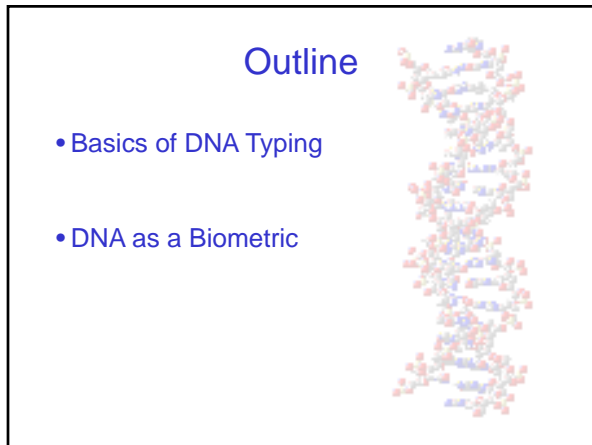 Outline
• Basics of DNA Typing
• DNA as a Biometric